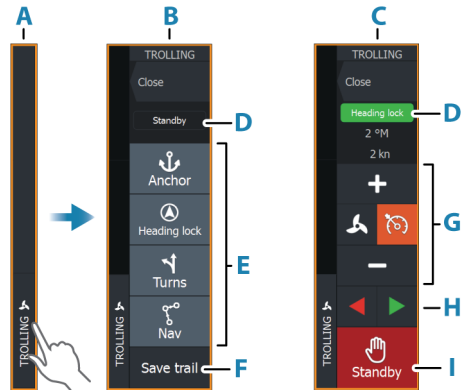 A
B
C
TROLLING
TROLLING
Close
Standby
D
Anchor
Heading lock
Turns
Nav
E
TROLLING
Save trail
F
TROLLING
Close
Heading lock
D
2 °M
2 kn
G
H
TROLLING
Standby
I